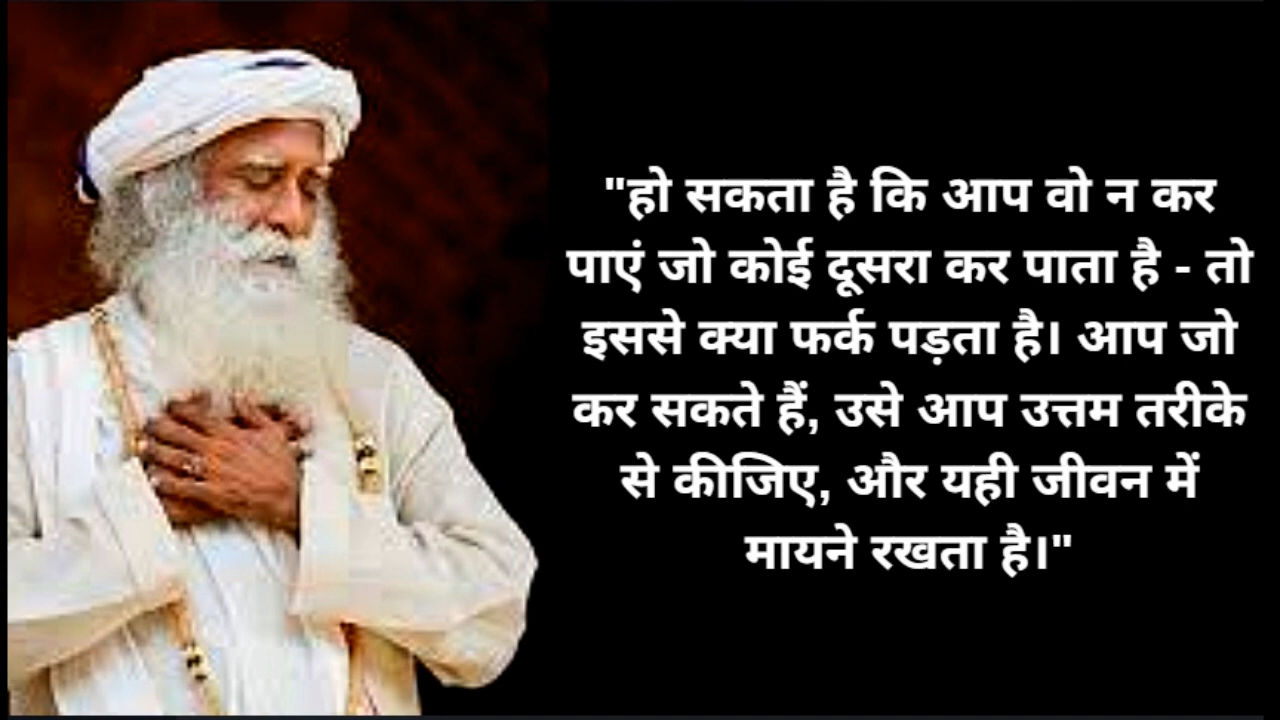 "हो सकता है कि आप वो न कर
पाएं जो कोई दूसरा कर पाता है - तो
इससे क्या फर्क पड़ता है। आप जो
कर सकते हैं, उसे आप उत्तम तरीके
से कीजिए, और यही जीवन में
मायने रखता है।"